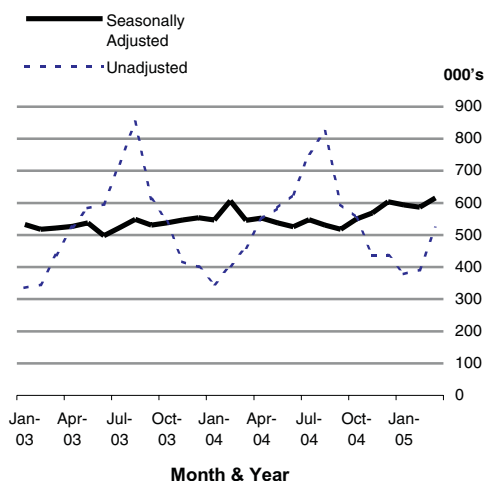 Seasonally
Adjusted
Unadjusted
000's
900
800
700
600
500
400
300
200
100
0
Jan- Apr- Jul- Oct- Jan- Apr- Jul- Oct- Jan-
03 03 03 03 04 04 04 04 05
Month & Year